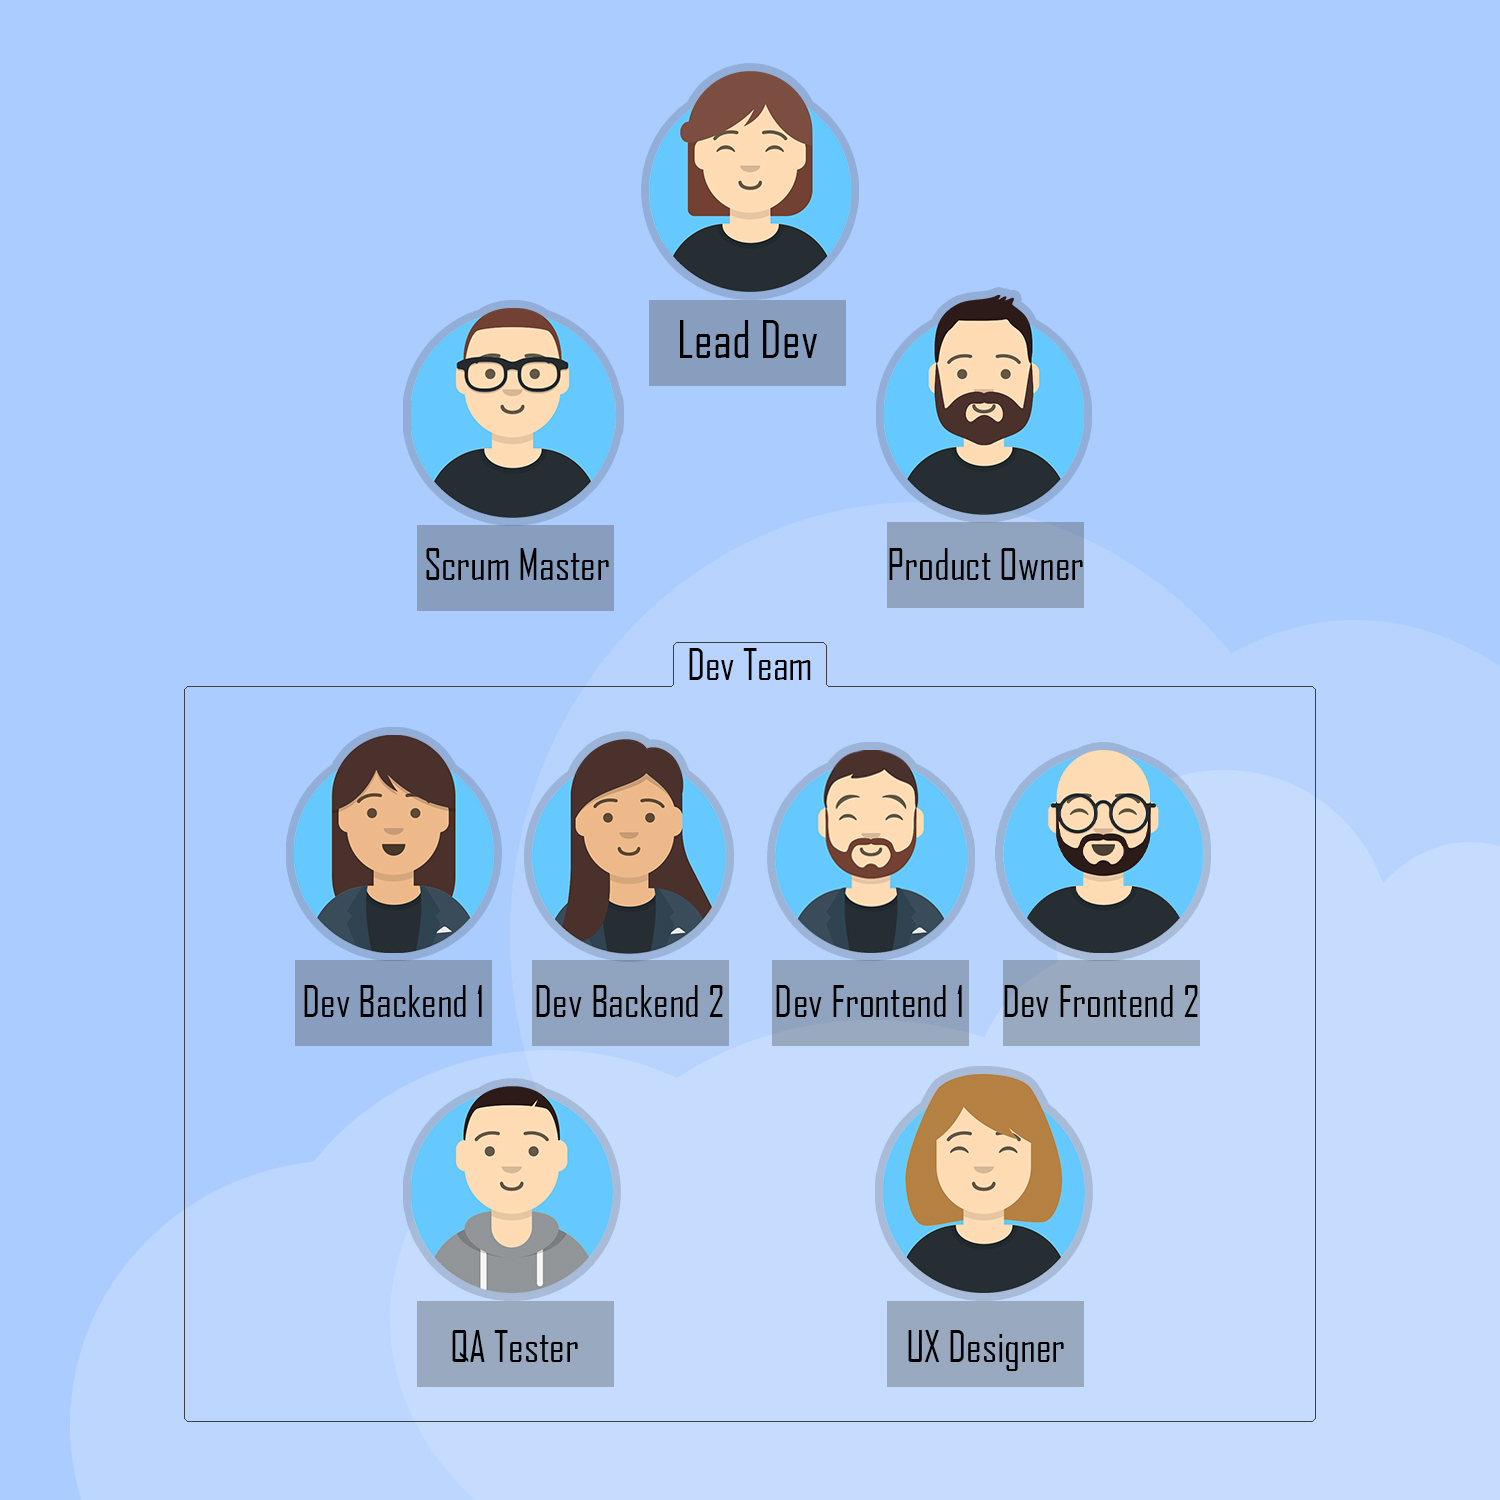 Lead Dev
Scrum Master
Product Owner
Dev Team
Dev Backend 1
Dev Backend 2
Dev Frontend 1
Dev Frontend 2
QA Tester
UX Designer